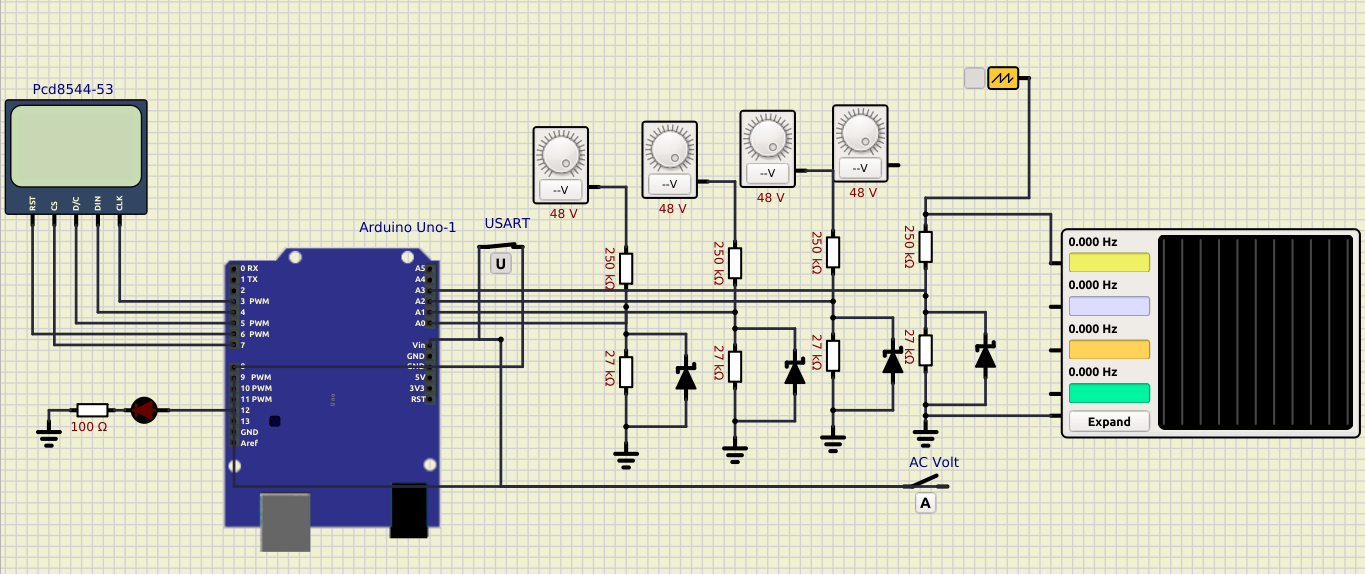 Pcd8544-53
RST
CS
D/C
DIN
CLK
Arduino Uno-1
USART
U
--V
48 V
--V
48 V
--V
48 V
--V
48 V
250 kΩ
250 kΩ
250 kΩ
250 kΩ
27 kΩ
27 kΩ
27 kΩ
27 kΩ
0 RX
1 TX
2
3 PWM
4
5 PWM
6 PWM
7
8
9 PWM
10 PWM
11 PWM
12
13
GND
Aref
A5
A4
A3
A2
A1
A0
Vin
GND
GND
5V
3V3
RST
Uno
100 Ω
0.000 Hz
0.000 Hz
0.000 Hz
0.000 Hz
Expand
AC Volt
A